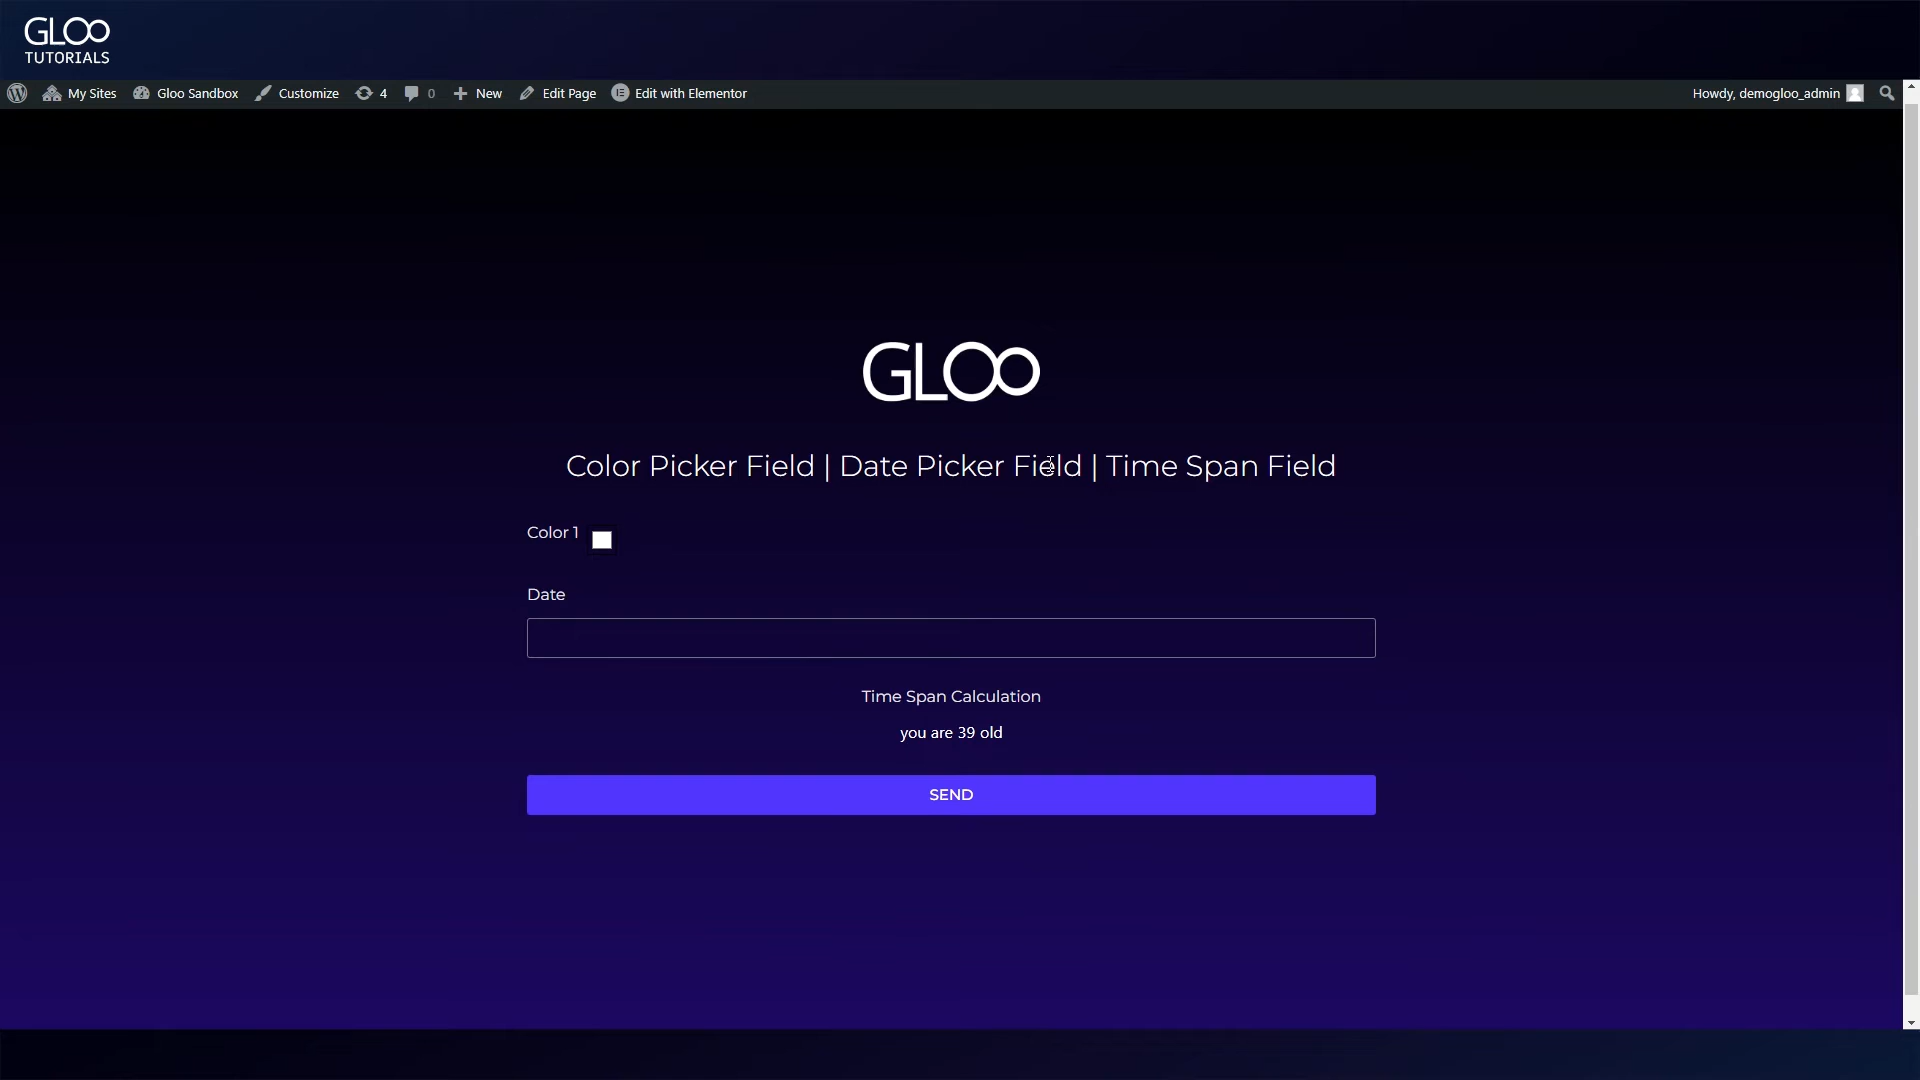 GLOO
TUTORIALS
My Sites Gloo Sandbox Customize 4 0 New Edit Page Edit with Elementor Howdy, demogloo_admin
GLOO
Color Picker Field | Date Picker Field | Time Span Field
Color 1
Date
Time Span Calculation
you are 39 old
SEND